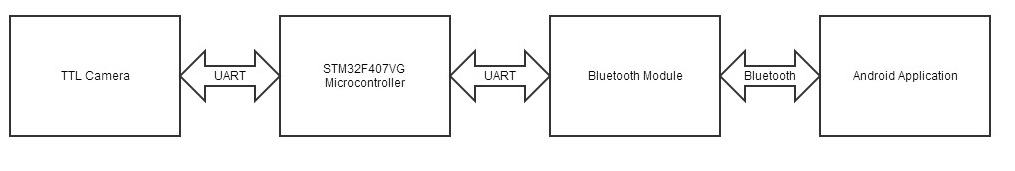 TTL Camera
UART
STM32F407VG
Microcontroller
UART
Bluetooth Module
Bluetooth
Android Application